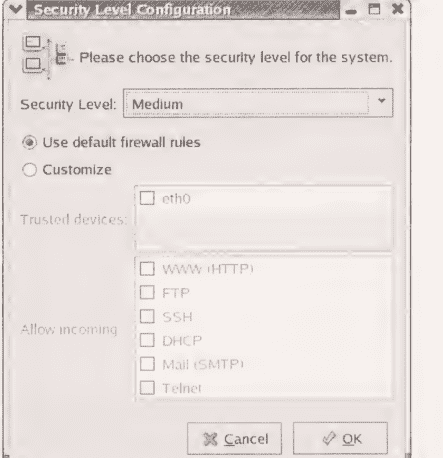 Security Level Configuration
Please choose the security level for the system.
Security Level: Medium
Use default firewall rules
Customize
Trusted devices:
eth0
Allow incoming
WWW (HTTP)
FTP
SSH
DHCP
Mail (SMTP)
Telnet
Cancel
OK